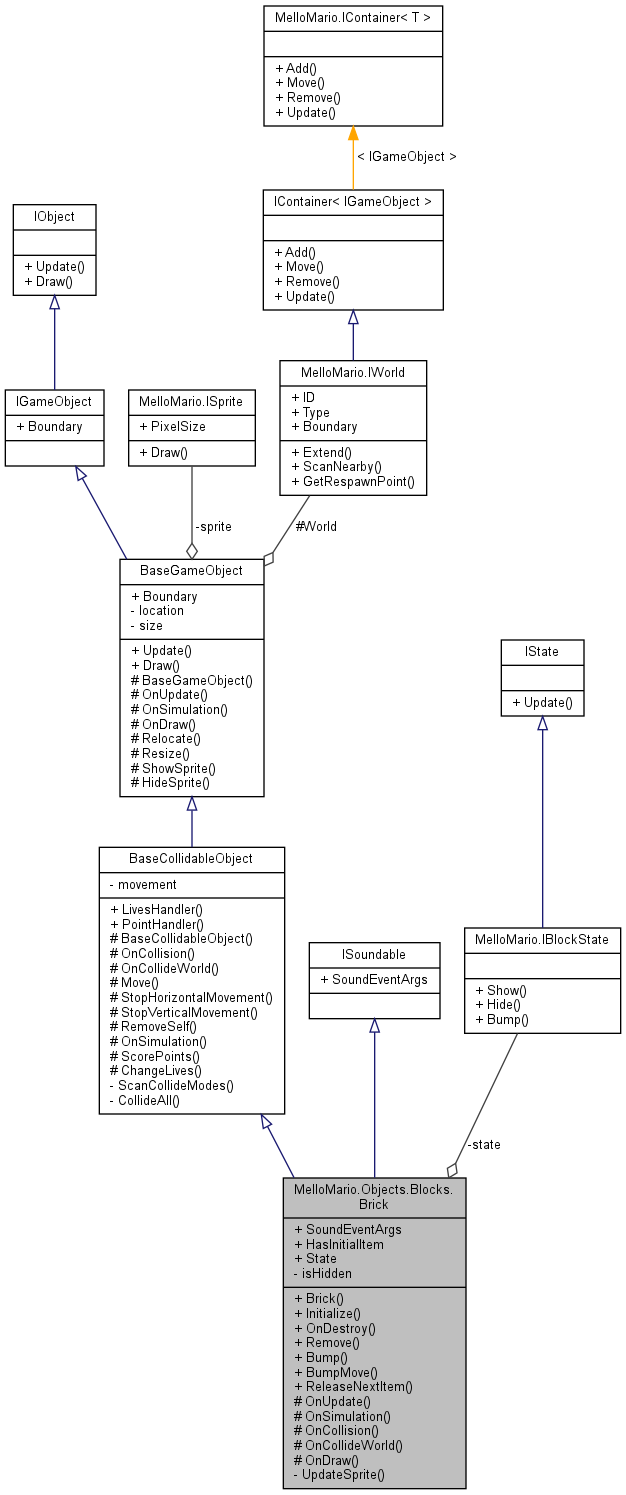 MelloMario.IContainer< T >
+ Add()
+ Move()
+ Remove()
+ Update()
< IGameObject >
IContainer< IGameObject >
+ Add()
+ Move()
+ Remove()
+ Update()
IObject
+ Update()
+ Draw()
IGameObject
+ Boundary
MelloMario.ISprite
+ PixelSize
+ Draw()
MelloMario.IWorld
+ ID
+ Type
+ Boundary
+ Extend()
+ ScanNearby()
+ GetRespawnPoint()
-sprite
#World
BaseGameObject
+ Boundary
- location
- size
+ Update()
+ Draw()
# BaseGameObject()
# OnUpdate()
# OnSimulation()
# OnDraw()
# Relocate()
# Resize()
# ShowSprite()
# HideSprite()
IState
+ Update()
BaseCollidableObject
- movement
+ LivesHandler()
+ PointHandler()
# BaseCollidableObject()
# OnCollision()
# OnCollideWorld()
# Move()
# StopHorizontalMovement()
# StopVerticalMovement()
# RemoveSelf()
# OnSimulation()
# ScorePoints()
# ChangeLives()
- ScanCollideModes()
- CollideAll()
ISoundable
+ SoundEventArgs
MelloMario.IBlockState
+ Show()
+ Hide()
+ Bump()
-state
MelloMario.Objects.Blocks.
Brick
+ SoundEventArgs
+ HasInitialItem
+ State
- isHidden
+ Brick()
+ Initialize()
+ OnDestroy()
+ Remove()
+ Bump()
+ BumpMove()
+ ReleaseNextItem()
# OnUpdate()
# OnSimulation()
# OnCollision()
# OnCollideWorld()
# OnDraw()
- UpdateSprite()